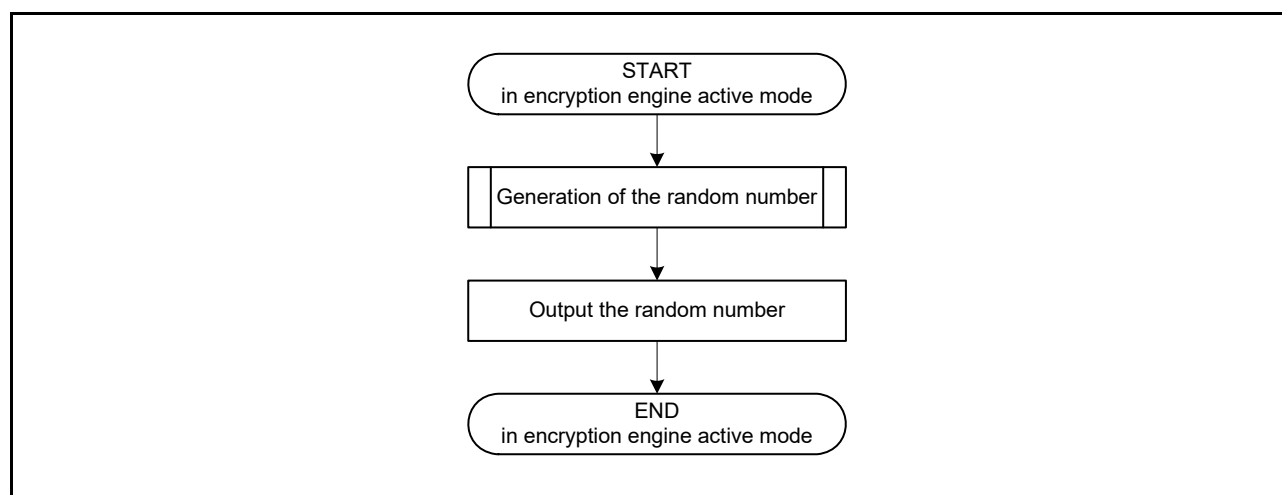 START
in encryption engine active mode
Generation of the random number
Output the random number
END
in encryption engine active mode